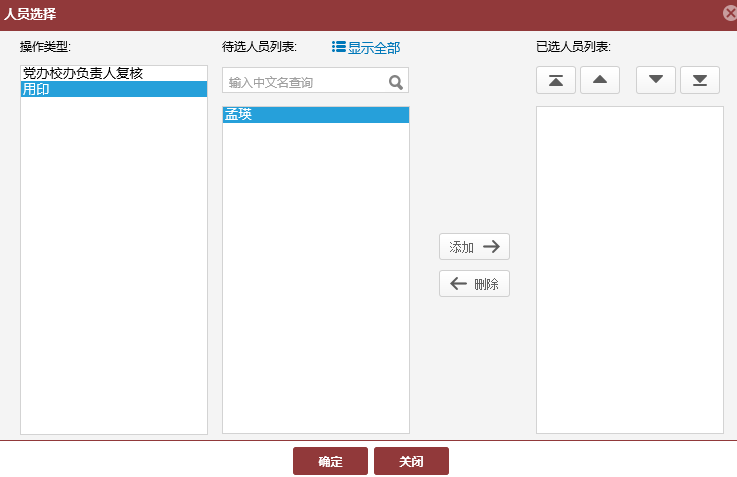 人员选择
操作类型:
待选人员列表:
显示全部
已选人员列表:
党办校办负责人复核
用印
输入中文名查询
孟瑛
添加
删除
确定
关闭